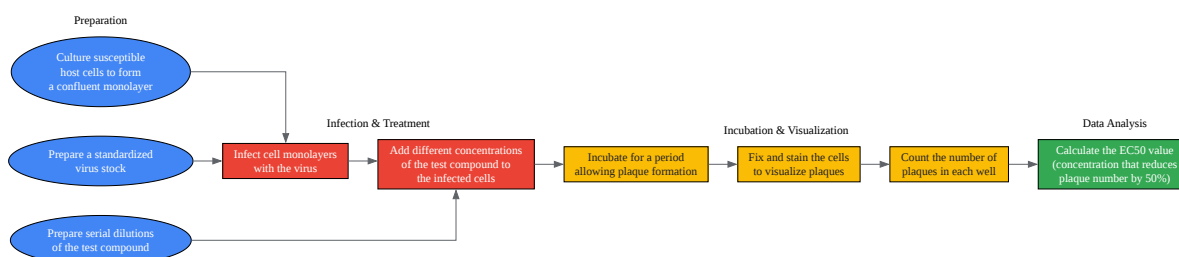 Preparation
Culture susceptible
host cells to form
a confluent monolayer
Prepare a standardized
virus stock
Prepare serial dilutions
of the test compound
Infection & Treatment
Infect cell monolayers
with the virus
Add different concentrations
of the test compound to
the infected cells
Incubation & Visualization
Incubate for a period
allowing plaque formation
Fix and stain the cells
to visualize plaques
Count the number of
plaques in each well
Data Analysis
Calculate the EC50 value
(concentration that reduces
plaque number by 50%)